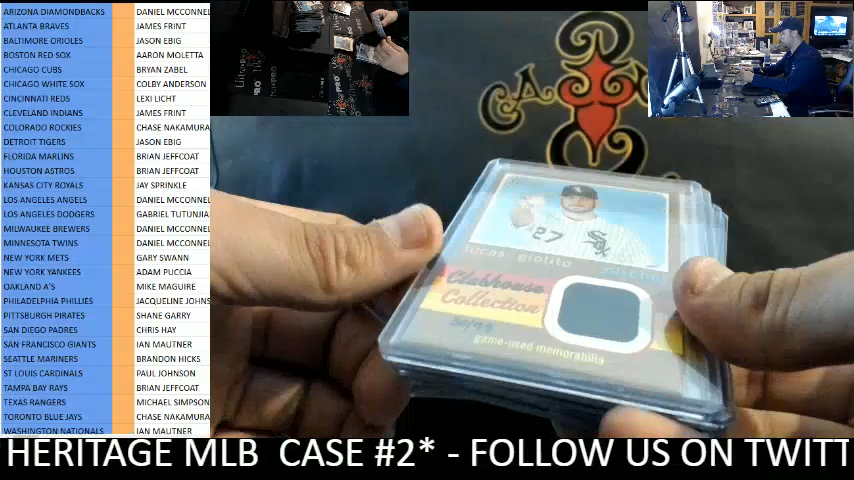 ARIZONA DIAMONDBACKS DANIEL MCCONNEL
ATLANTA BRAVES JAMES FRINT
BALTIMORE ORIOLES JASON EBIG
BOSTON RED SOX AARON MOLETTA
CHICAGO CUBS BRYAN ZABEL
CHICAGO WHITE SOX COLBY ANDERSON
CINCINNATI REDS LEXI LICHT
CLEVELAND INDIANS JAMES FRINT
COLORADO ROCKIES CHASE NAKAMURA
DETROIT TIGERS JASON EBIG
FLORIDA MARLINS BRIAN JEFFCOAT
HOUSTON ASTROS BRIAN JEFFCOAT
KANSAS CITY ROYALS JAY SPRINKLE
LOS ANGELES ANGELS DANIEL MCCONNEL
LOS ANGELES DODGERS GABRIEL TUTUNJIA
MILWAUKEE BREWERS DANIEL MCCONNEL
MINNESOTA TWINS DANIEL MCCONNEL
NEW YORK METS GARY SWANN
NEW YORK YANKEES ADAM PUCCIA
OAKLAND A'S MIKE MAGUIRE
PHILADELPHIA PHILLIES JACQUELINE JOHNS
PITTSBURGH PIRATES SHANE GARRY
SAN DIEGO PADRES CHRIS HAY
SAN FRANCISCO GIANTS IAN MAUTNER
SEATTLE MARINERS BRANDON HICKS
ST LOUIS CARDINALS PAUL JOHNSON
TAMPA BAY RAYS BRIAN JEFFCOAT
TEXAS RANGERS MICHAEL SIMPSON
TORONTO BLUE JAYS CHASE NAKAMURA
WASHINGTON NATIONALS IAN MAUTNER
27
Sox
lucas giolito pitcher
Clubhouse
Collection
game-used memorabilia
HERITAGE MLB CASE #2* - FOLLOW US ON TWITT